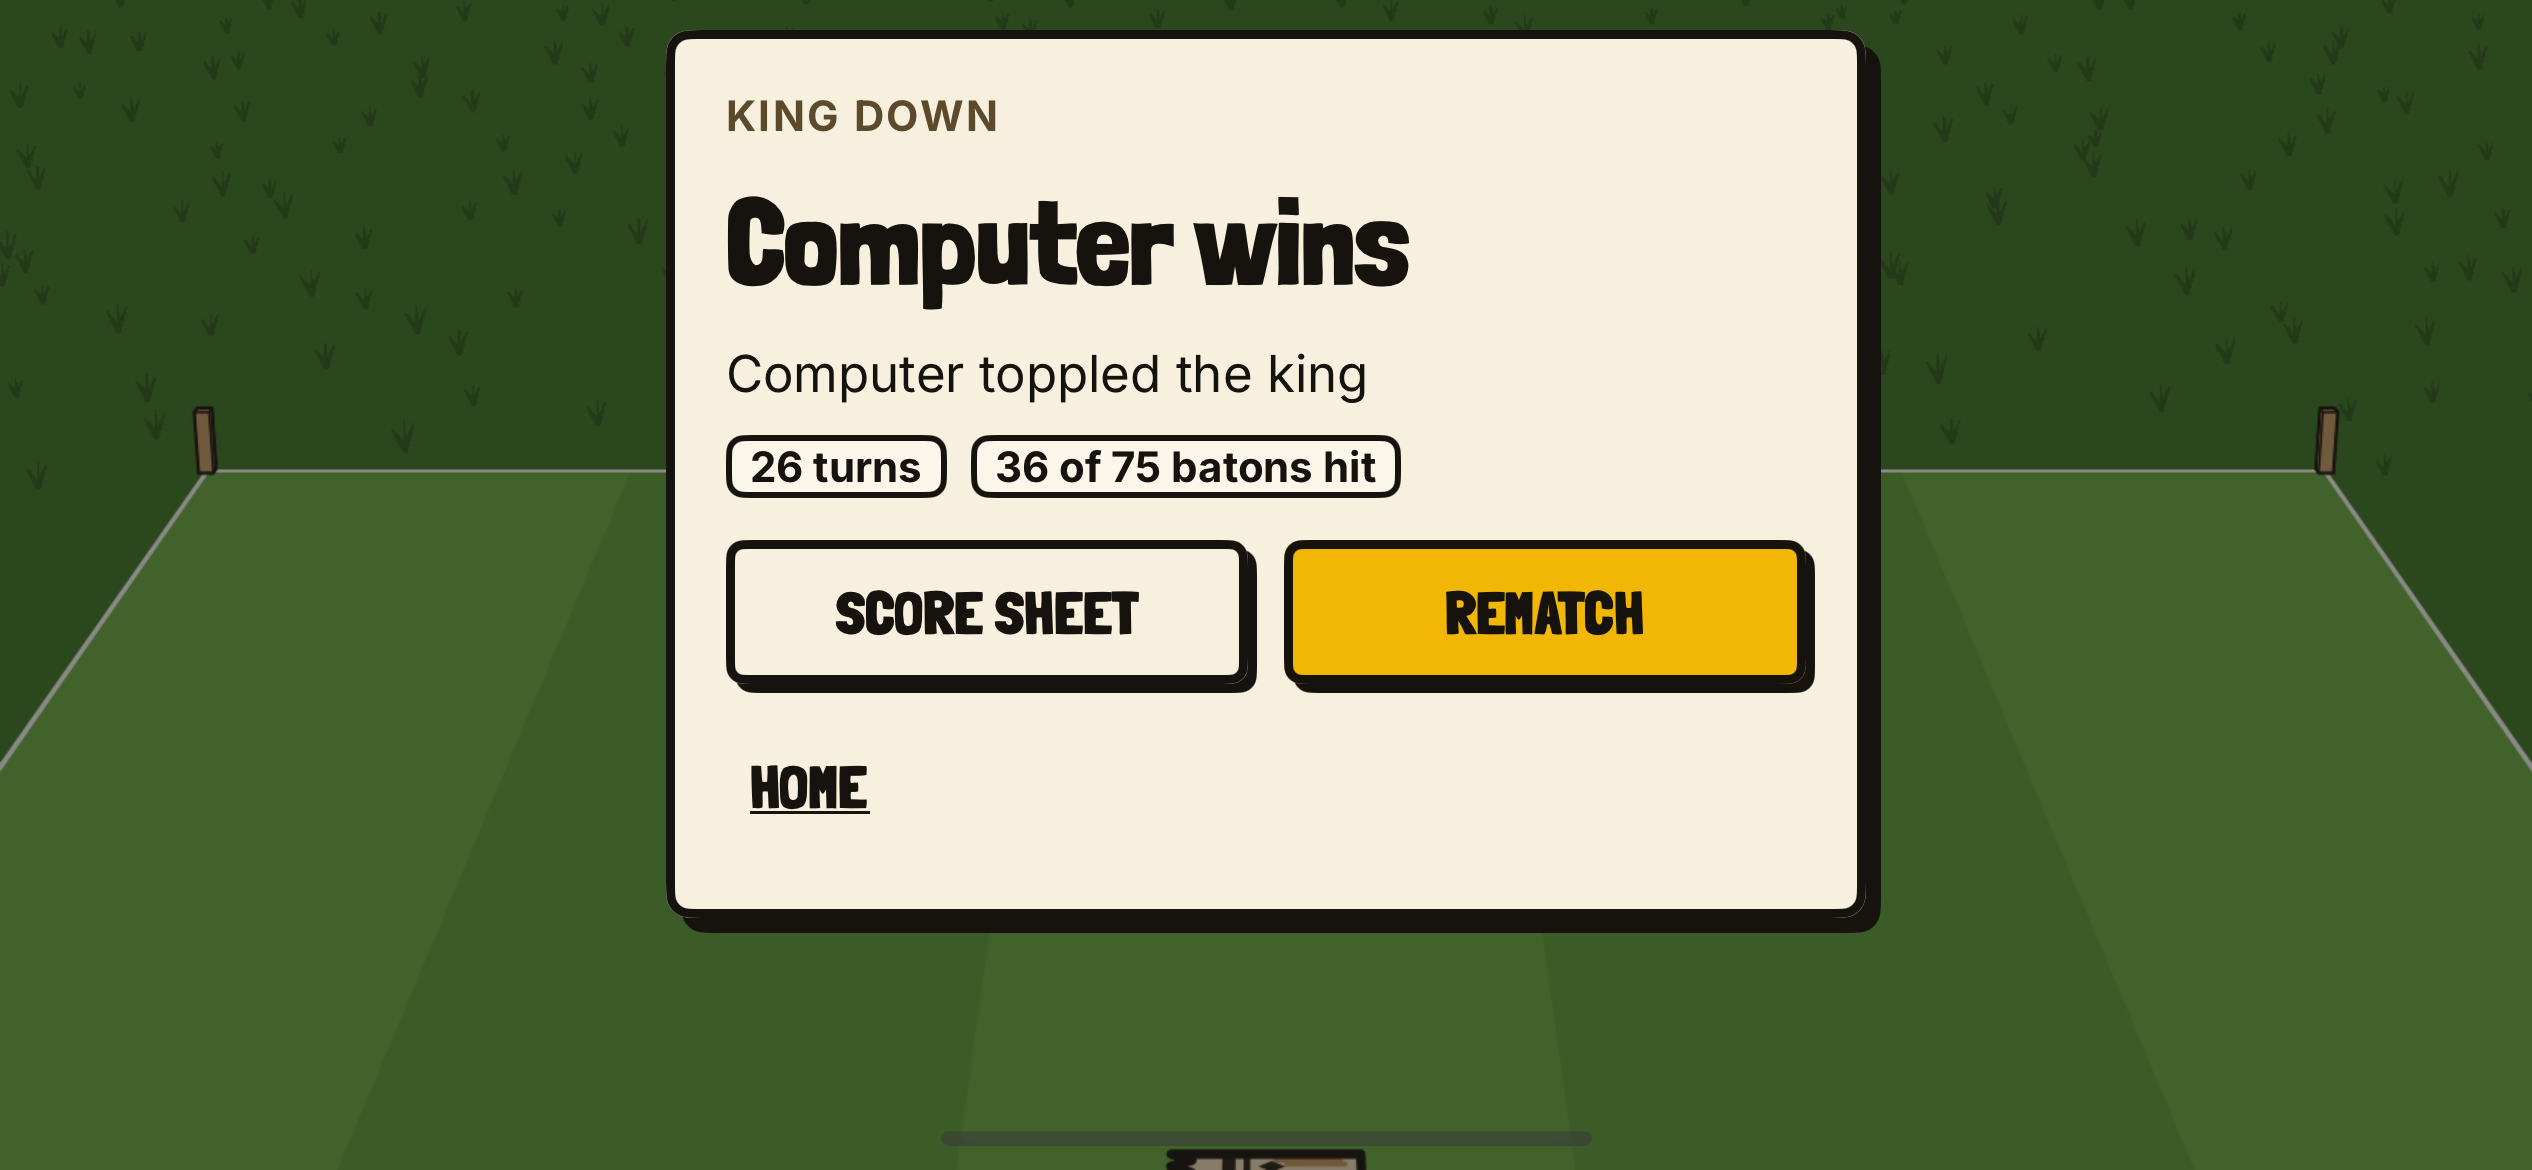 KING DOWN
Computer wins
Computer toppled the king
26 turns 36 of 75 batons hit
SCORE SHEET REMATCH
HOME